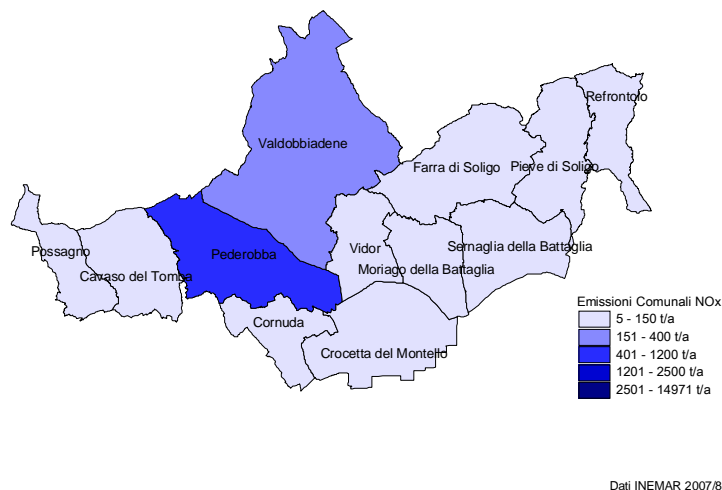 Refrontolo
Valdobbiadene
Farra di Soligo
Pieve di Soligo
Possagno
Pederobba
Vidor
Sernaglia della Battaglia
Cavaso del Tomba
Moriago della Battaglia
Cornuda
Crocetta del Montello
Emissioni Comunali NOx
5 - 150 t/a
151 - 400 t/a
401 - 1200 t/a
1201 - 2500 t/a
2501 - 14971 t/a
Dati INEMAR 2007/8